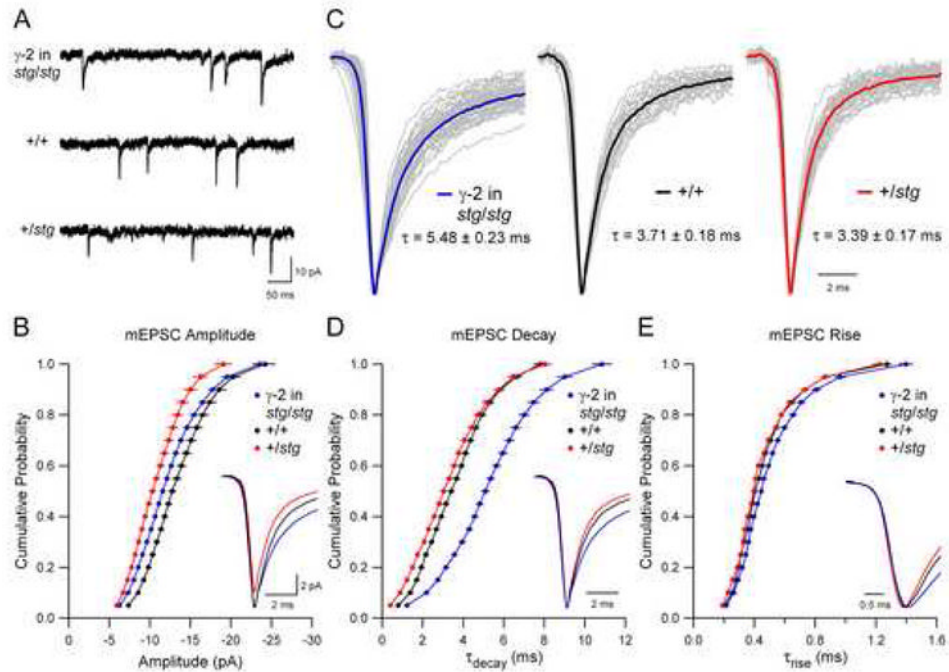 A
γ-2 in
stg/stg
+/+
+/stg
10 pA
50 ms
C
γ-2 in
stg/stg
τ = 5.48 ± 0.23 ms
+/+
τ = 3.71 ± 0.18 ms
+/stg
τ = 3.39 ± 0.17 ms
2 ms
B
mEPSC Amplitude
Cumulative Probability
1.0
0.8
0.6
0.4
0.2
0.0
γ-2 in
stg/stg
+/+
+/stg
2 pA
2 ms
0 -5 -10 -15 -20 -25 -30
Amplitude (pA)
D
mEPSC Decay
Cumulative Probability
1.0
0.8
0.6
0.4
0.2
0.0
γ-2 in
stg/stg
+/+
+/stg
2 ms
0 2 4 6 8 10 12
τdecay (ms)
E
mEPSC Rise
Cumulative Probability
1.0
0.8
0.6
0.4
0.2
0.0
γ-2 in
stg/stg
+/+
+/stg
0.5 ms
0.0 0.4 0.8 1.2 1.6
τrise (ms)